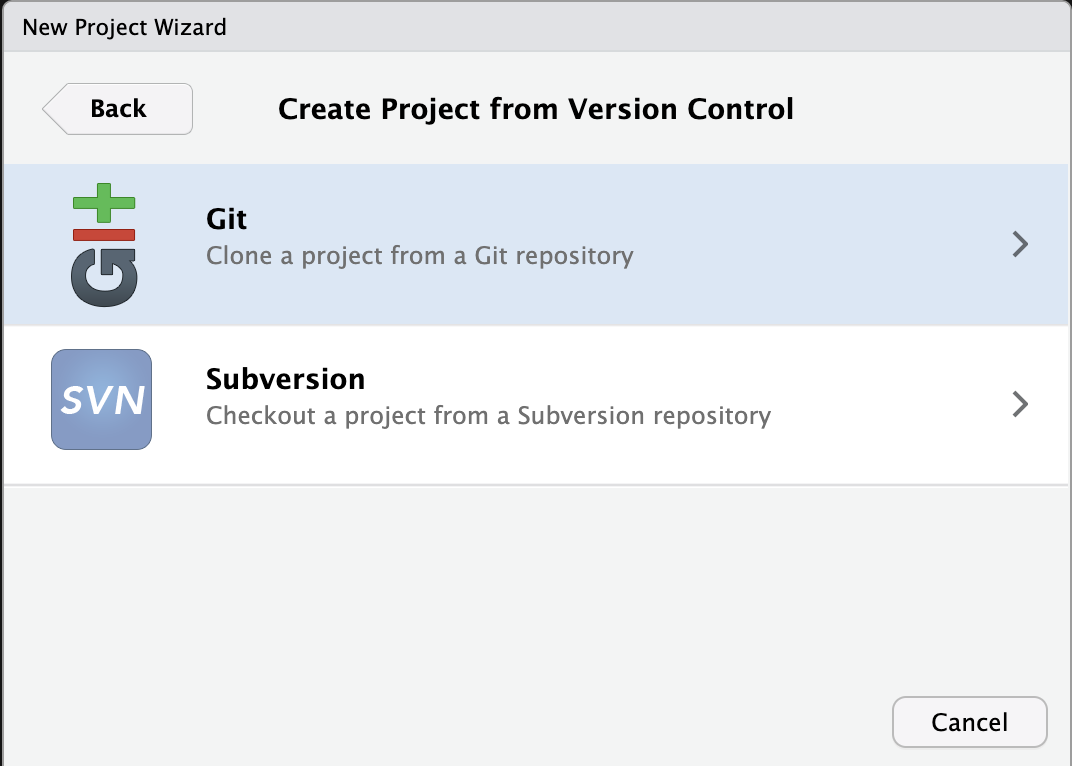 New Project Wizard
Back
Create Project from Version Control
Git
Git
Clone a project from a Git repository
SVN
Subversion
Checkout a project from a Subversion repository
Cancel